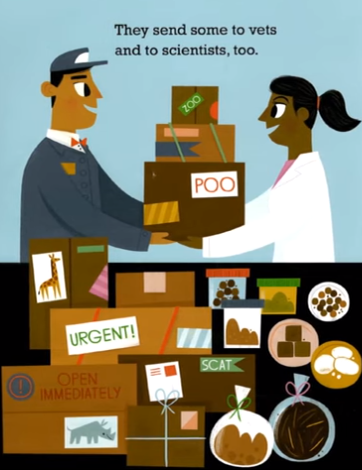 They send some to vets
and to scientists, too.
ZOO
POO
URGENT!
SCAT
! OPEN
IMMEDIATELY